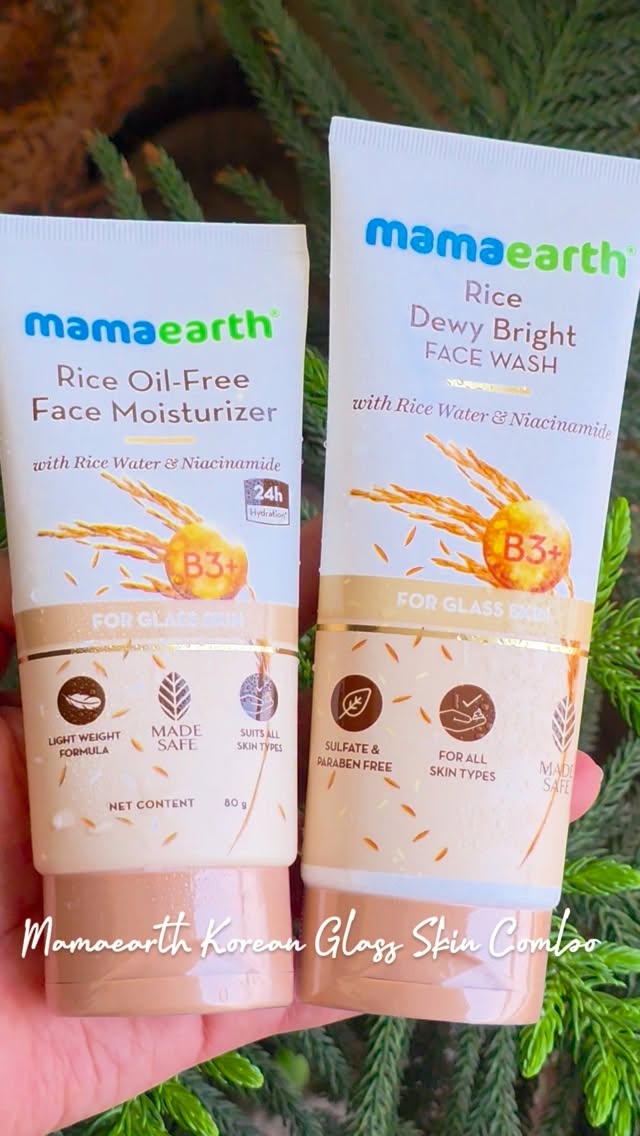 mamaearth®
Rice Oil-Free
Face Moisturizer
with Rice Water & Niacinamide
24h
Hydration*
B3+
FOR GLASS SKIN
LIGHT WEIGHT
FORMULA
MADE
SAFE
SUITS ALL
SKIN TYPES
NET CONTENT 80 g
mamaearth®
Rice
Dewy Bright
FACE WASH
with Rice Water & Niacinamide
B3+
FOR GLASS SKIN
SULFATE &
PARABEN FREE
FOR ALL
SKIN TYPES
MADE
SAFE
Mamaearth Korean Glass Skin Combo